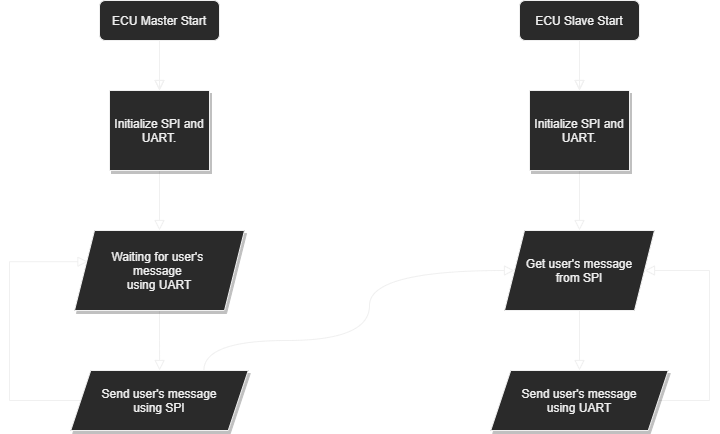 ECU Master Start
ECU Slave Start
Initialize SPI and
UART.
Initialize SPI and
UART.
Waiting for user's
message
using UART
Get user's message
from SPI
Send user's message
using SPI
Send user's message
using UART